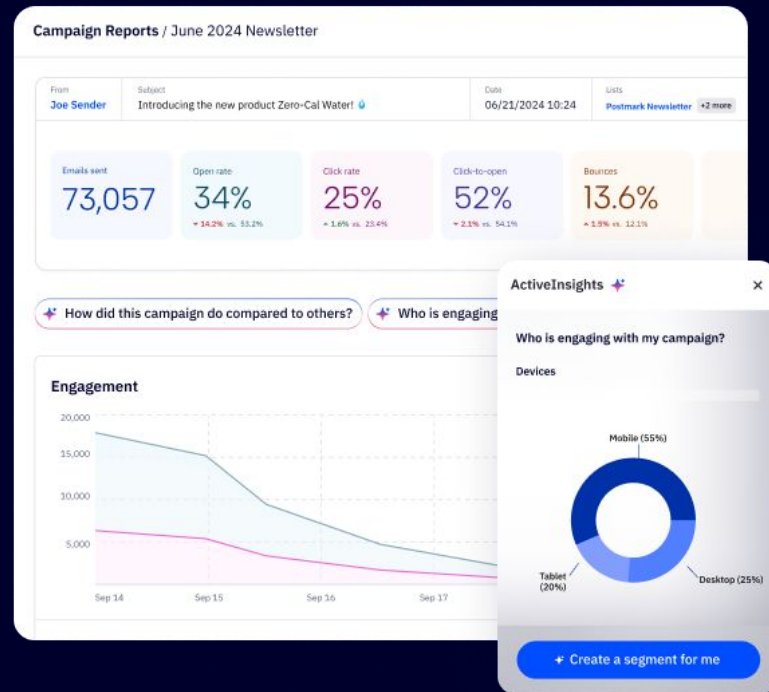 Campaign Reports / June 2024 Newsletter
From
Joe Sender
Subject
Introducing the new product Zero-Cal Water! 💧
Date
06/21/2024 10:24
Lists
Postmark Newsletter +2 more
Emails sent
73,057
Open rate
34%
14.2% vs. 53.2%
Click rate
25%
1.6% vs. 23.4%
Click-to-open
52%
2.1% vs. 54.1%
Bounces
13.6%
1.5% vs. 12.1%
How did this campaign do compared to others?
Who is engaging
Engagement
20,000
15,000
10,000
5,000
Sep 14
Sep 15
Sep 16
Sep 17
ActiveInsights
×
Who is engaging with my campaign?
Devices
Mobile (55%)
Tablet
(20%)
Desktop (25%)
Create a segment for me